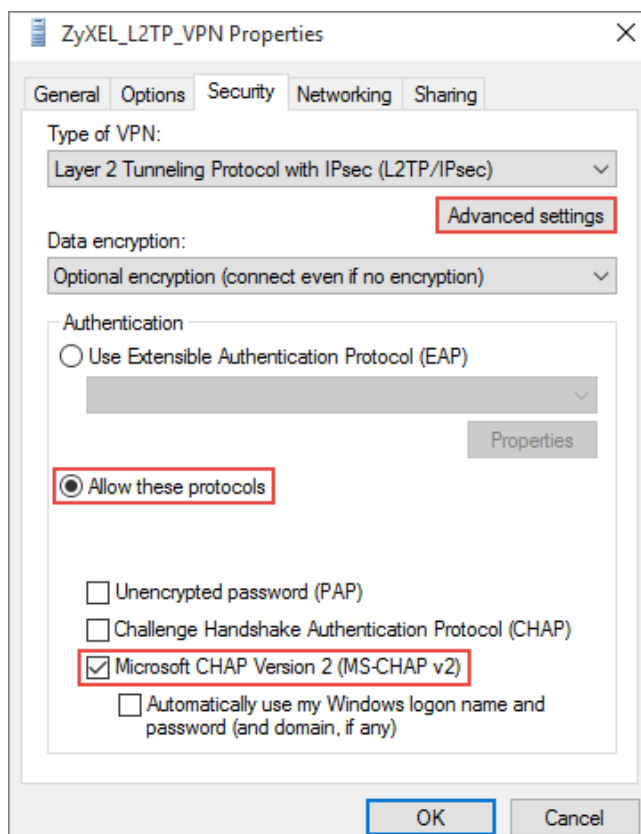 ZyXEL_L2TP_VPN Properties
General Options Security Networking Sharing
Type of VPN:
Layer 2 Tunneling Protocol with IPsec (L2TP/IPsec)
Advanced settings
Data encryption:
Optional encryption (connect even if no encryption)
Authentication
Use Extensible Authentication Protocol (EAP)
Properties
Allow these protocols
Unencrypted password (PAP)
Challenge Handshake Authentication Protocol (CHAP)
Microsoft CHAP Version 2 (MS-CHAP v2)
Automatically use my Windows logon name and
password (and domain, if any)
OK Cancel